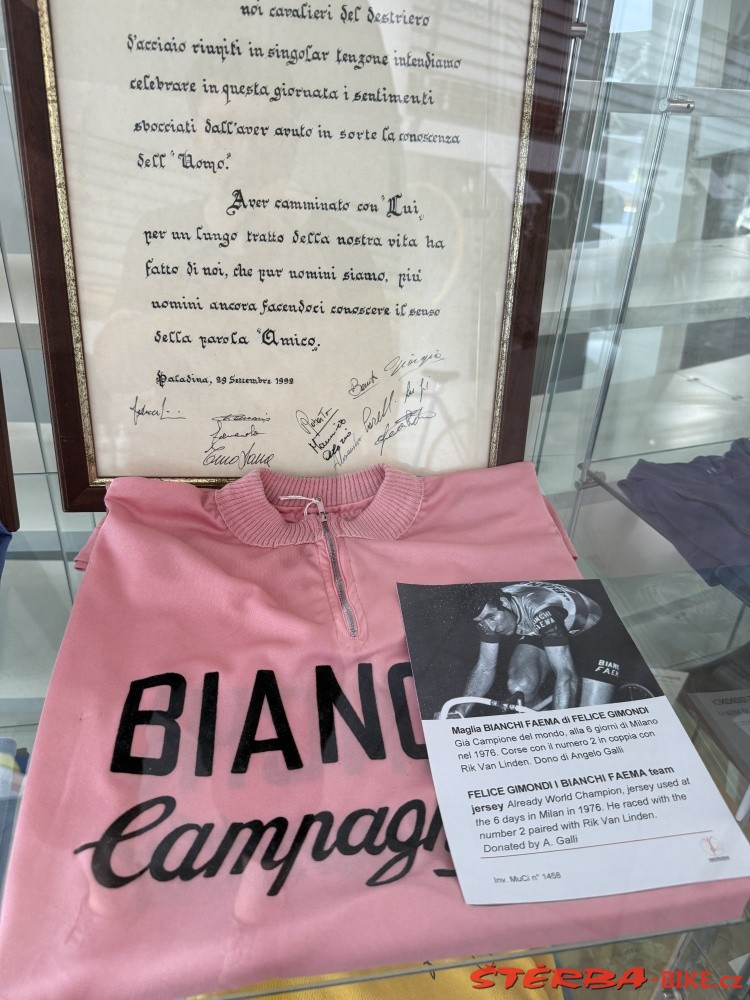 noi cavalieri del destriero
d'acciaio riuniti in singolar tenzone intendiamo
celebrare in questa giornata i sentimenti
sbocciati dall'aver avuto in sorte la conoscenza
dell' "Uomo".
Aver camminato con "Lui"
per un lungo tratto della nostra vita ha
fatto di noi, che pur uomini siamo, più
uomini ancora facendoci conoscere il senso
della parola "Amico".
Paladina, 29 Settembre 1992
BIANC
Campagn
BIANCHI
FAEMA
BIANC
FAEM
Maglia BIANCHI FAEMA di FELICE GIMONDI
Già Campione del mondo, alla 6 giorni di Milano
nel 1976. Corse con il numero 2 in coppia con
Rik Van Linden. Dono di Angelo Galli
FELICE GIMONDI I BIANCHI FAEMA team
jersey Already World Champion, jersey used at
the 6 days in Milan in 1976. He raced with the
number 2 paired with Rik Van Linden.
Donated by A. Galli
Inv. MuCi n° 1458
ŠTĚRBA-BIKE.cz